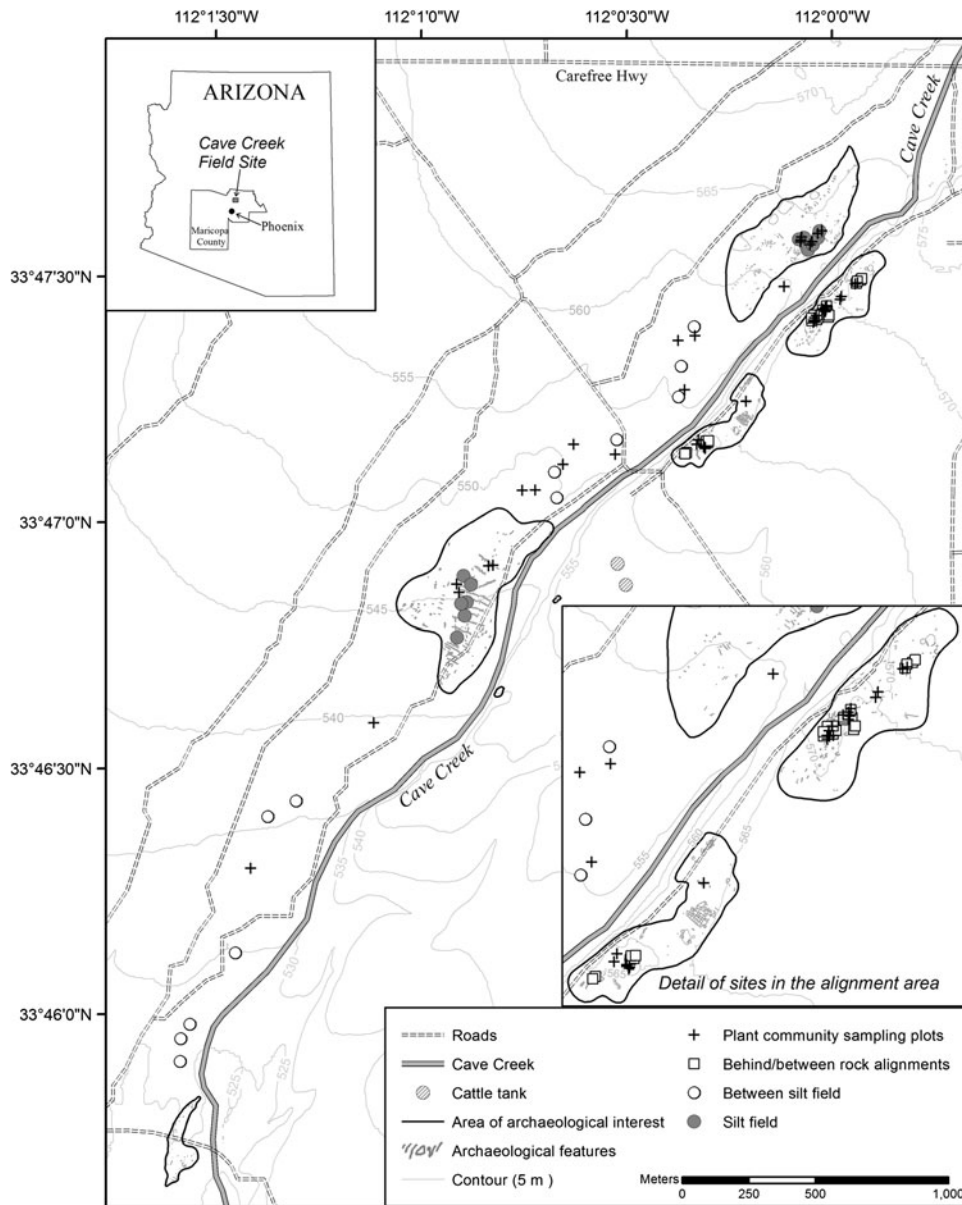 112°1'30"W
112°1'0"W
112°0'30"W
112°0'0"W
33°47'30"N
33°47'0"N
33°46'30"N
33°46'0"N
ARIZONA
Cave Creek
Field Site
Phoenix
Maricopa
County
Carefree Hwy
Cave Creek
570
565
575
560
555
570
550
560
555
545
540
Cave Creek
540
535
530
525
525
570
570
565
560
555
565
Detail of sites in the alignment area
Roads
Cave Creek
Cattle tank
Area of archaeological interest
Archaeological features
Contour (5 m )
Plant community sampling plots
Behind/between rock alignments
Between silt field
Silt field
Meters
0
250
500
1,000